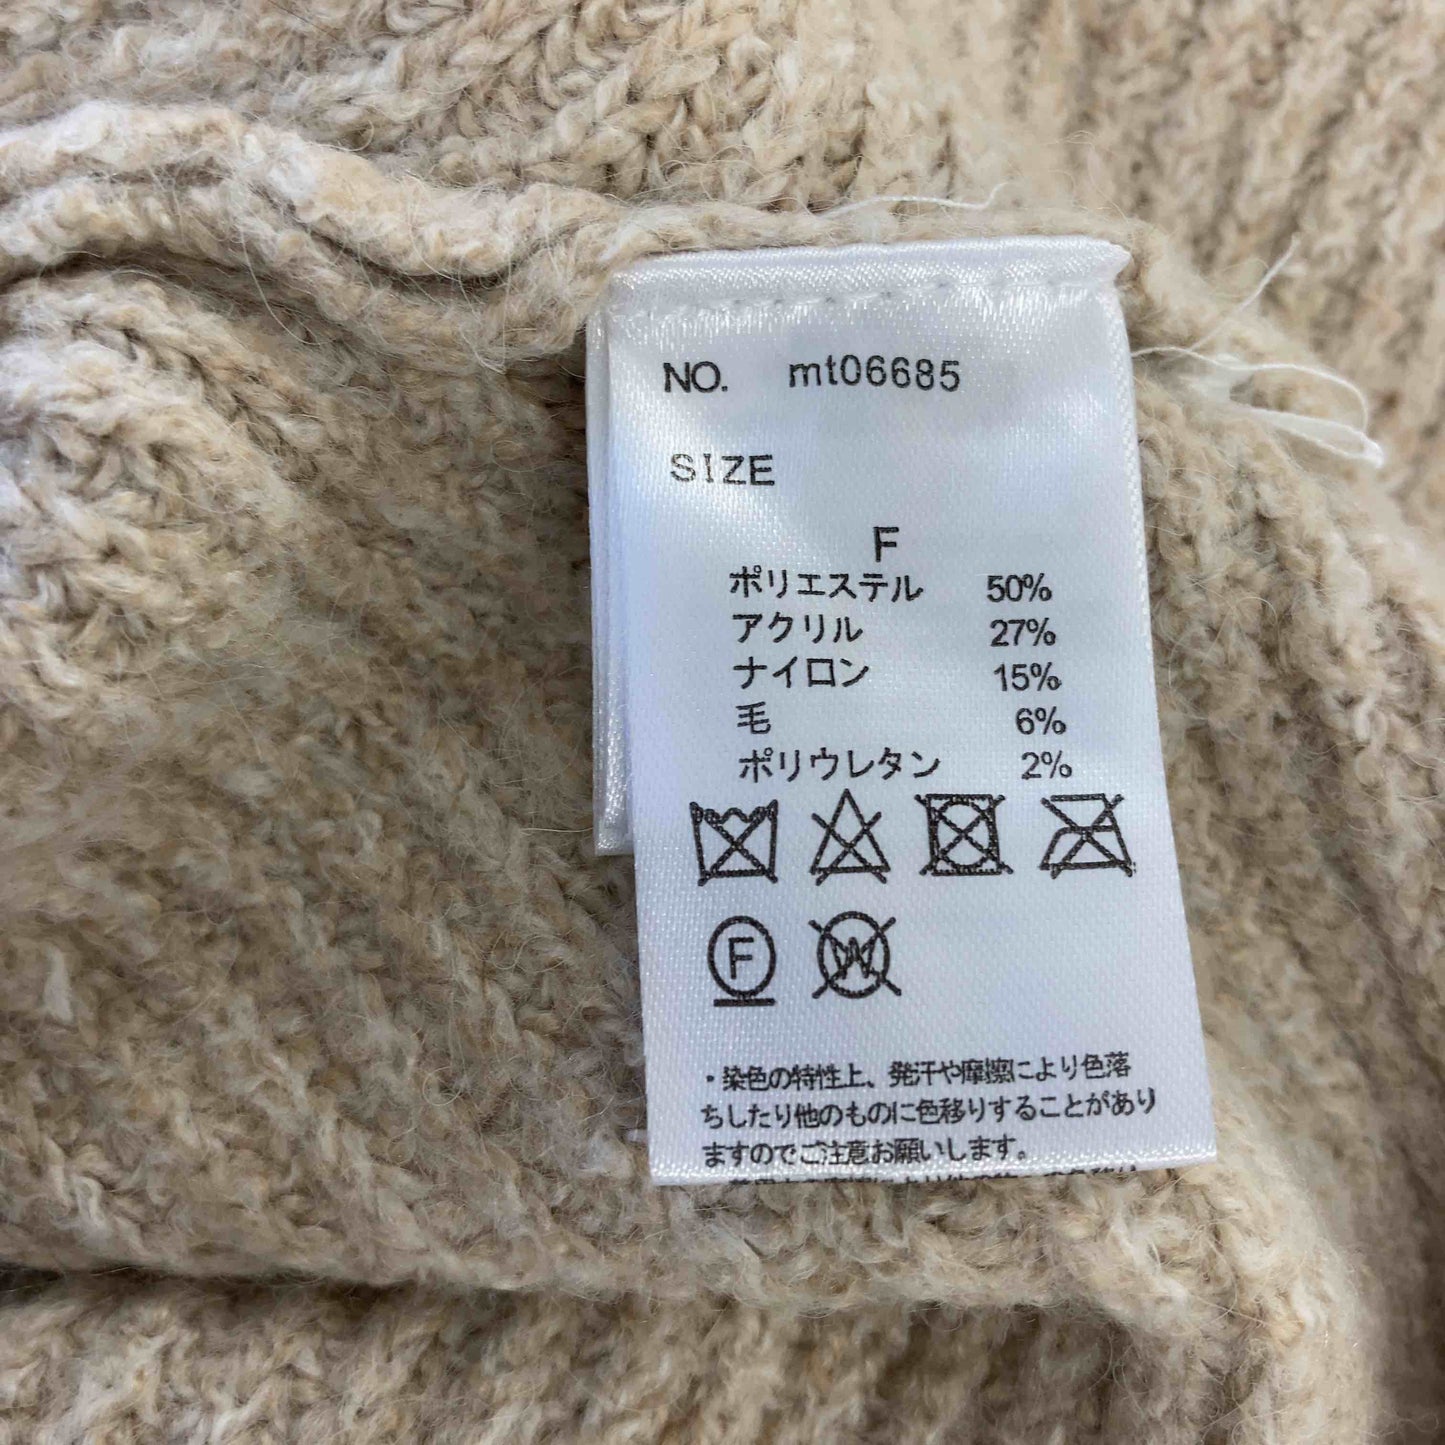 NO. mt06685
SIZE
F
ポリエステル 50%
アクリル 27%
ナイロン 15%
毛 6%
ポリウレタン 2%
F W
・染色の特性上、発汗や摩擦により色落
ちしたり他のものに色移りすることがあり
ますのでご注意お願いします。